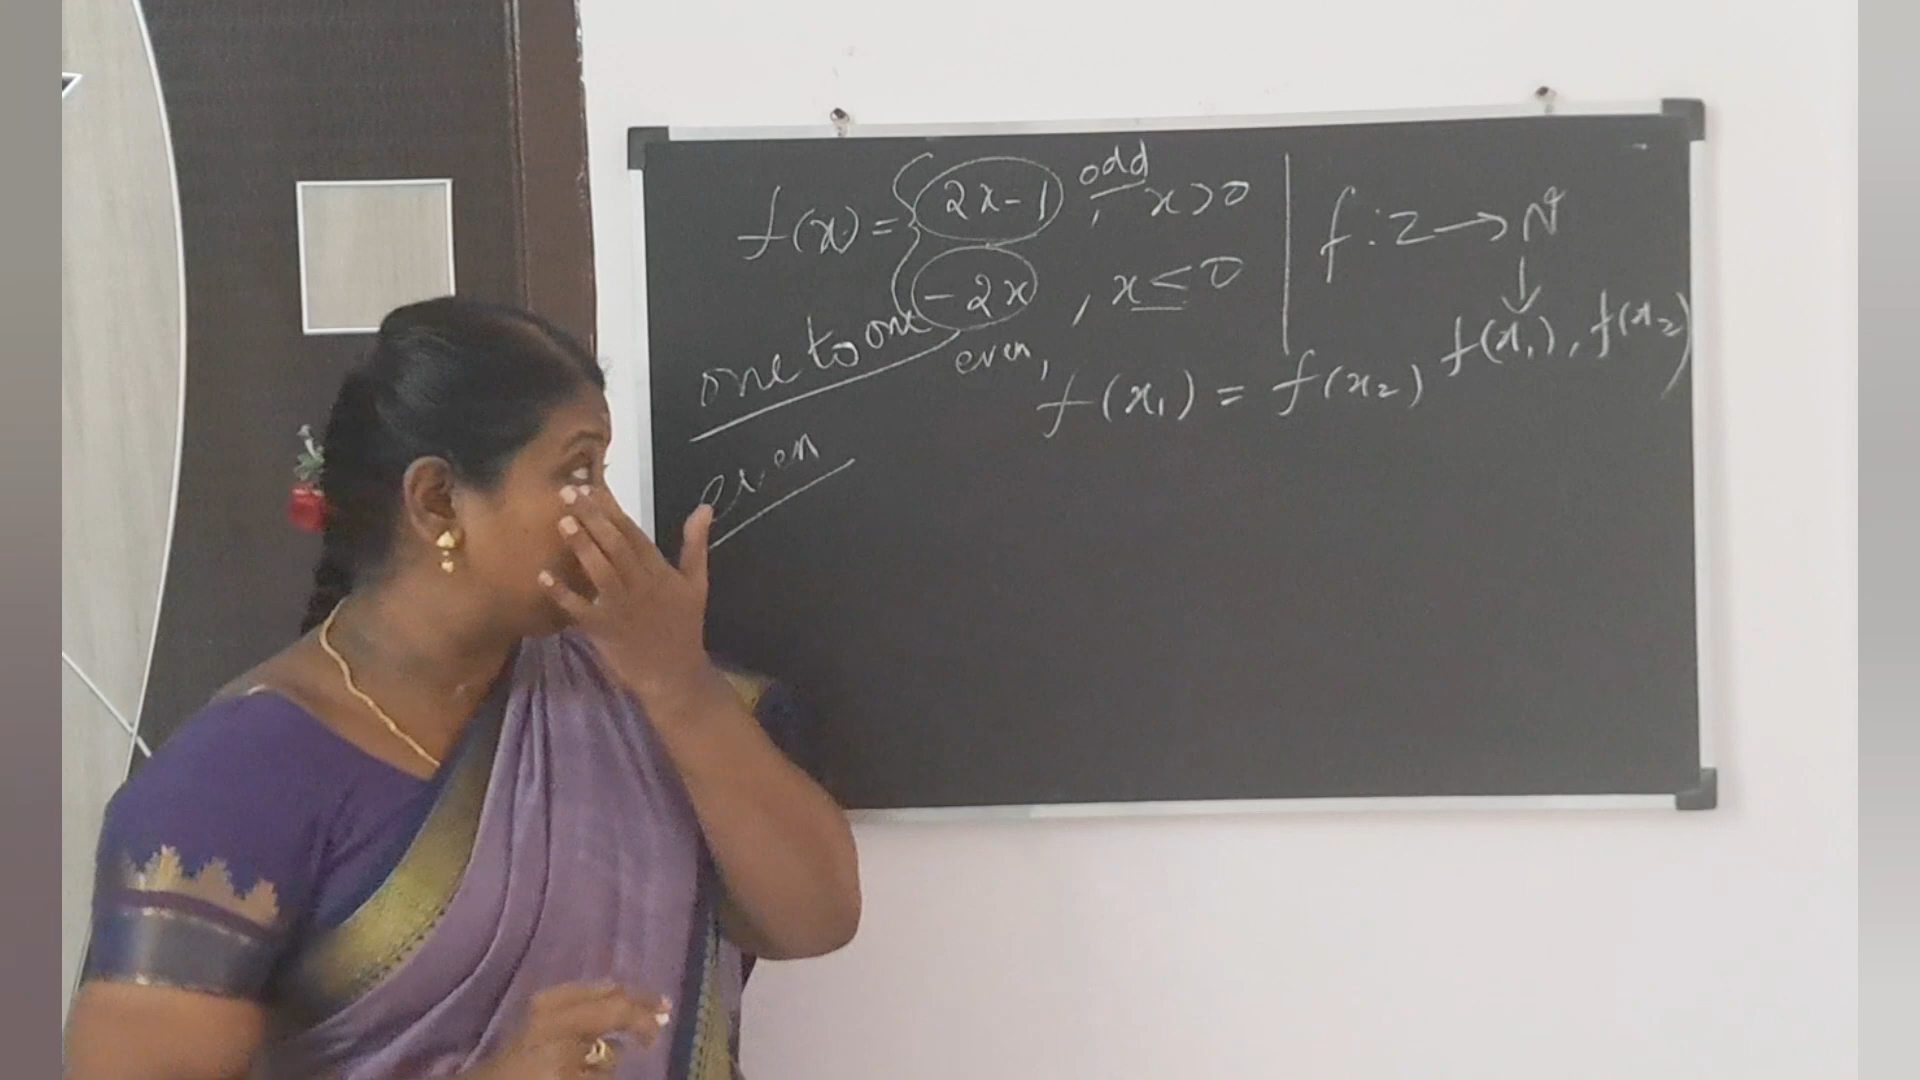 f(x) = { 2x-1 , x>0 odd
-2x , x≤0 even,
f : Z → N
↓
f(x₁), f(x₂)
one to one
f(x₁) = f(x₂)
even